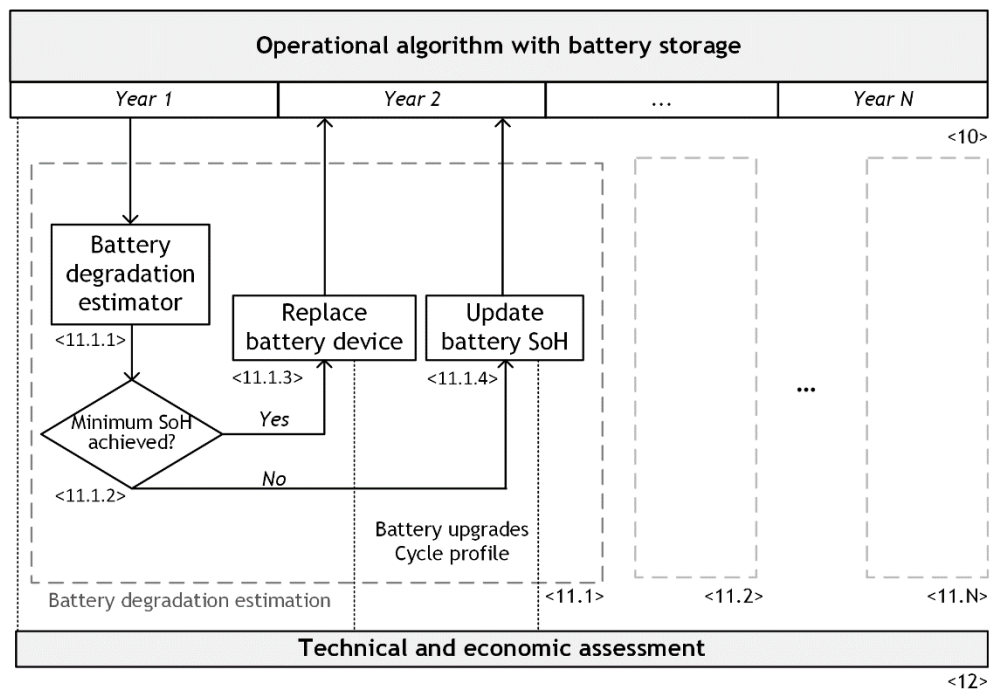 Operational algorithm with battery storage
Year 1
Year 2
...
Year N
<10>
Battery
degradation
estimator
<11.1.1>
Replace
battery device
<11.1.3>
Update
battery SoH
<11.1.4>
Minimum SoH
achieved?
<11.1.2>
Yes
No
...
Battery upgrades
Cycle profile
Battery degradation estimation
<11.1>
<11.2>
<11.N>
Technical and economic assessment
<12>